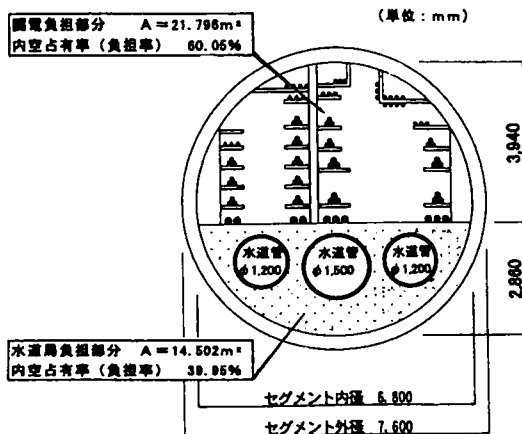 (単位：mm)
関電負担部分 A＝21.796m²
内空占有率（負担率） 60.05%
3,940
水道管
φ1,200
水道管
φ1,500
水道管
φ1,200
2,860
水道局負担部分 A＝14.502m²
内空占有率（負担率） 39.95%
セグメント内径 6,800
セグメント外径 7,600